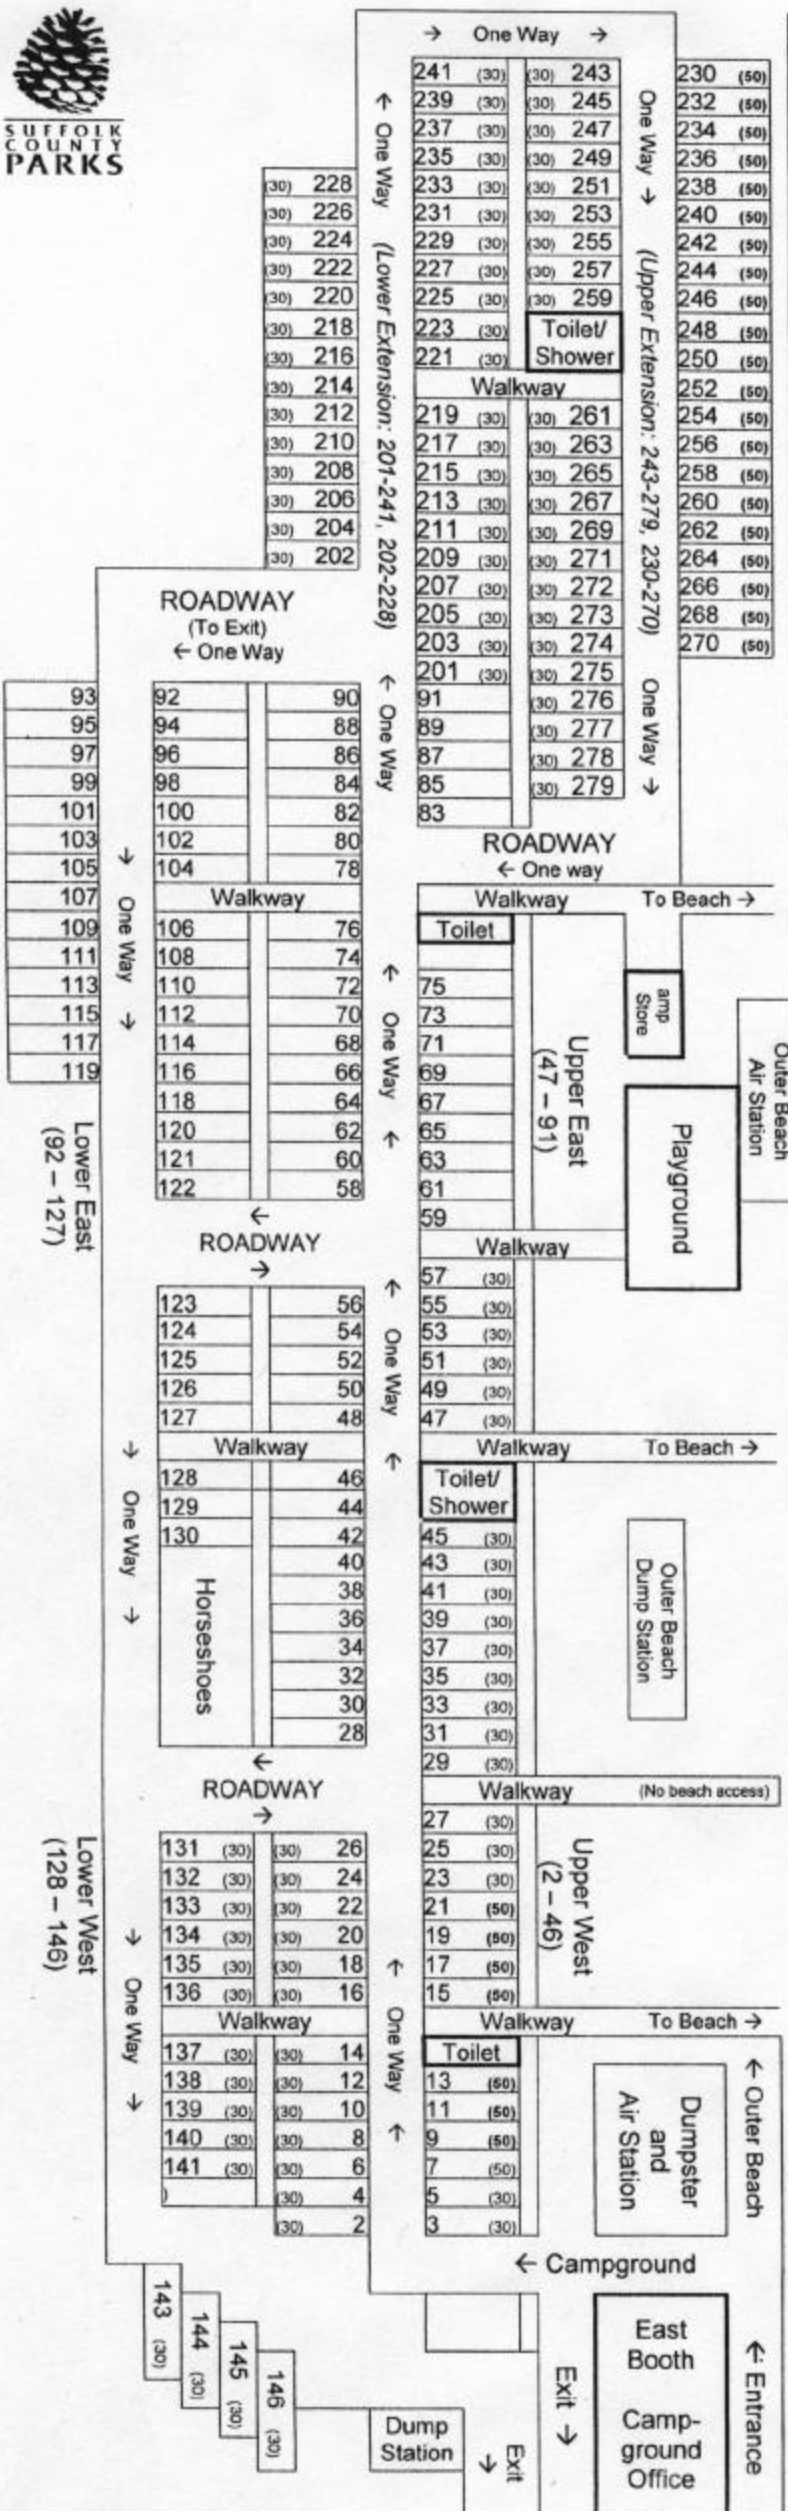 SUFFOLK
COUNTY
PARKS
→ One Way →
241 (30) (30) 243
239 (30) (30) 245
237 (30) (30) 247
235 (30) (30) 249
233 (30) (30) 251
231 (30) (30) 253
229 (30) (30) 255
227 (30) (30) 257
225 (30) (30) 259
223 (30)
221 (30)
Toilet/
Shower
Walkway
219 (30) (30) 261
217 (30) (30) 263
215 (30) (30) 265
213 (30) (30) 267
211 (30) (30) 269
209 (30) (30) 271
207 (30) (30) 272
205 (30) (30) 273
203 (30) (30) 274
201 (30) (30) 275
91 (30) 276
89 (30) 277
87 (30) 278
85 (30) 279
83
230 (50)
232 (50)
234 (50)
236 (50)
238 (50)
240 (50)
242 (50)
244 (50)
246 (50)
248 (50)
250 (50)
252 (50)
254 (50)
256 (50)
258 (50)
260 (50)
262 (50)
264 (50)
266 (50)
268 (50)
270 (50)
(30) 228
(30) 226
(30) 224
(30) 222
(30) 220
(30) 218
(30) 216
(30) 214
(30) 212
(30) 210
(30) 208
(30) 206
(30) 204
(30) 202
← One Way (Lower Extension: 201-241, 202-228) ← One Way
One Way → (Upper Extension: 243-279, 230-270) One Way →
ROADWAY
(To Exit)
← One Way
ROADWAY
← One way
93
95
97
99
101
103
105
107
109
111
113
115
117
119
92 90
94 88
96 86
98 84
100 82
102 80
104 78
Walkway
106 76
108 74
110 72
112 70
114 68
116 66
118 64
120 62
121 60
122 58
→ One Way →
Lower East
(92 – 127)
←
ROADWAY
→
Walkway To Beach →
Toilet
75
73
71
69
67
65
63
61
59
← One Way ←
Upper East
(47 – 91)
amp
Store
Playground
Outer Beach
Air Station
Walkway
57 (30)
55 (30)
53 (30)
51 (30)
49 (30)
47 (30)
123 56
124 54
125 52
126 50
127 48
Walkway
← One Way ←
Walkway To Beach →
128 46
129 44
130 42
40
38
36
34
32
30
28
Horseshoes
→ One Way →
Toilet/
Shower
45 (30)
43 (30)
41 (30)
39 (30)
37 (30)
35 (30)
33 (30)
31 (30)
29 (30)
Outer Beach
Dump Station
←
ROADWAY
→
Walkway (No beach access)
27 (30)
25 (30)
23 (30)
21 (50)
19 (50)
17 (50)
15 (50)
Upper West
(2 – 46)
131 (30) (30) 26
132 (30) (30) 24
133 (30) (30) 22
134 (30) (30) 20
135 (30) (30) 18
136 (30) (30) 16
Walkway
137 (30) (30) 14
138 (30) (30) 12
139 (30) (30) 10
140 (30) (30) 8
141 (30) (30) 6
) (30) 4
(30) 2
Lower West
(128 – 146)
→ One Way →
← One Way ←
Walkway To Beach →
Toilet
13 (50)
11 (50)
9 (50)
7 (50)
5 (30)
3 (30)
Dumpster
and
Air Station
← Outer Beach
← Campground
143 (30)
144 (30)
145 (30)
146 (30)
Dump
Station
Exit →
Exit →
East
Booth
Camp-
ground
Office
← Entrance